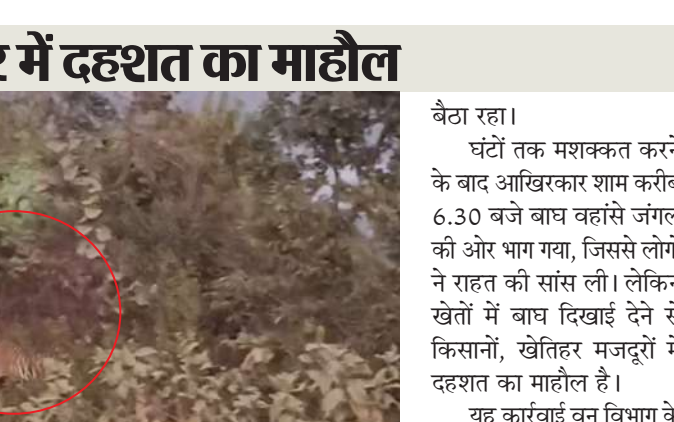 में दहशत का माहौल
बैठा रहा।
घंटों तक मशक्कत करने
के बाद आखिरकार शाम करीब
6.30 बजे बाघ वहांसे जंगल
की ओर भाग गया, जिससे लोगों
ने राहत की सांस ली। लेकिन
खेतों में बाघ दिखाई देने से
किसानों, खेतिहर मजदूरों में
दहशत का माहौल है।
यह कार्रवाई वन विभाग के